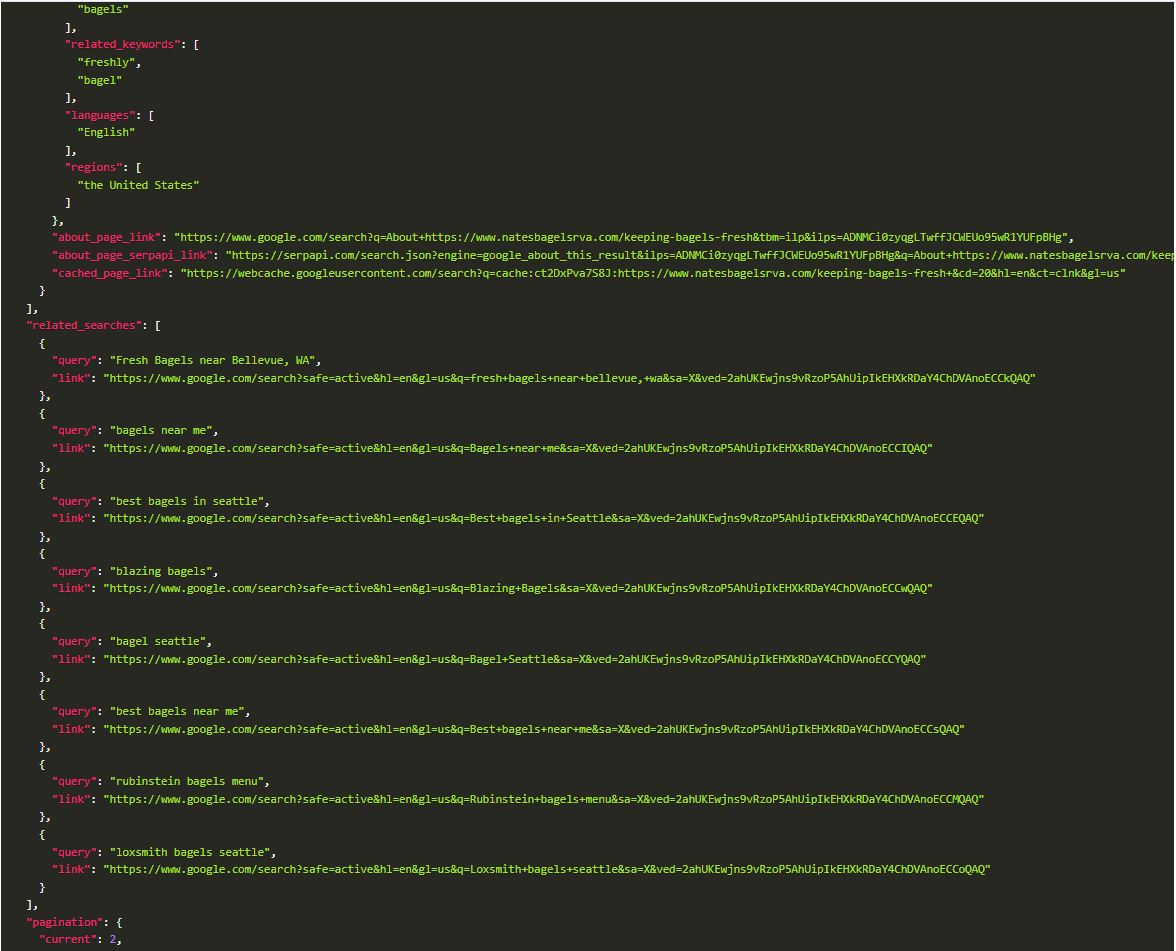 "bagels"
],
"related_keywords": [
"freshly",
"bagel"
],
"languages": [
"English"
],
"regions": [
"the United States"
]
},
"about_page_link": "https://www.google.com/search?q=About+https://www.natesbagelsrva.com/keeping-bagels-fresh&tbm=ilp&ilps=ADNMCi0zyqgLTwffJCWEUo95wR1YUFpBHg",
"about_page_serpapi_link": "https://serpapi.com/search.json?engine=google_about_this_result&ilps=ADNMCi0zyqgLTwffJCWEUo95wR1YUFpBHg&q=About+https://www.natesbagelsrva.com/keep
"cached_page_link": "https://webcache.googleusercontent.com/search?q=cache:ct2DxPva7S8J:https://www.natesbagelsrva.com/keeping-bagels-fresh+&cd=20&hl=en&ct=clnk&gl=us"
}
],
"related_searches": [
{
"query": "Fresh Bagels near Bellevue, WA",
"link": "https://www.google.com/search?safe=active&hl=en&gl=us&q=fresh+bagels+near+bellevue,+wa&sa=X&ved=2ahUKEwjns9vRzoP5AhUipIkEHXkRDaY4ChDVAnoECCkQAQ"
},
{
"query": "bagels near me",
"link": "https://www.google.com/search?safe=active&hl=en&gl=us&q=Bagels+near+me&sa=X&ved=2ahUKEwjns9vRzoP5AhUipIkEHXkRDaY4ChDVAnoECCIQAQ"
},
{
"query": "best bagels in seattle",
"link": "https://www.google.com/search?safe=active&hl=en&gl=us&q=Best+bagels+in+Seattle&sa=X&ved=2ahUKEwjns9vRzoP5AhUipIkEHXkRDaY4ChDVAnoECCEQAQ"
},
{
"query": "blazing bagels",
"link": "https://www.google.com/search?safe=active&hl=en&gl=us&q=Blazing+Bagels&sa=X&ved=2ahUKEwjns9vRzoP5AhUipIkEHXkRDaY4ChDVAnoECCwQAQ"
},
{
"query": "bagel seattle",
"link": "https://www.google.com/search?safe=active&hl=en&gl=us&q=Bagel+Seattle&sa=X&ved=2ahUKEwjns9vRzoP5AhUipIkEHXkRDaY4ChDVAnoECCYQAQ"
},
{
"query": "best bagels near me",
"link": "https://www.google.com/search?safe=active&hl=en&gl=us&q=Best+bagels+near+me&sa=X&ved=2ahUKEwjns9vRzoP5AhUipIkEHXkRDaY4ChDVAnoECCsQAQ"
},
{
"query": "rubinstein bagels menu",
"link": "https://www.google.com/search?safe=active&hl=en&gl=us&q=Rubinstein+bagels+menu&sa=X&ved=2ahUKEwjns9vRzoP5AhUipIkEHXkRDaY4ChDVAnoECCMQAQ"
},
{
"query": "loxsmith bagels seattle",
"link": "https://www.google.com/search?safe=active&hl=en&gl=us&q=Loxsmith+bagels+seattle&sa=X&ved=2ahUKEwjns9vRzoP5AhUipIkEHXkRDaY4ChDVAnoECCoQAQ"
}
],
"pagination": {
"current": 2,